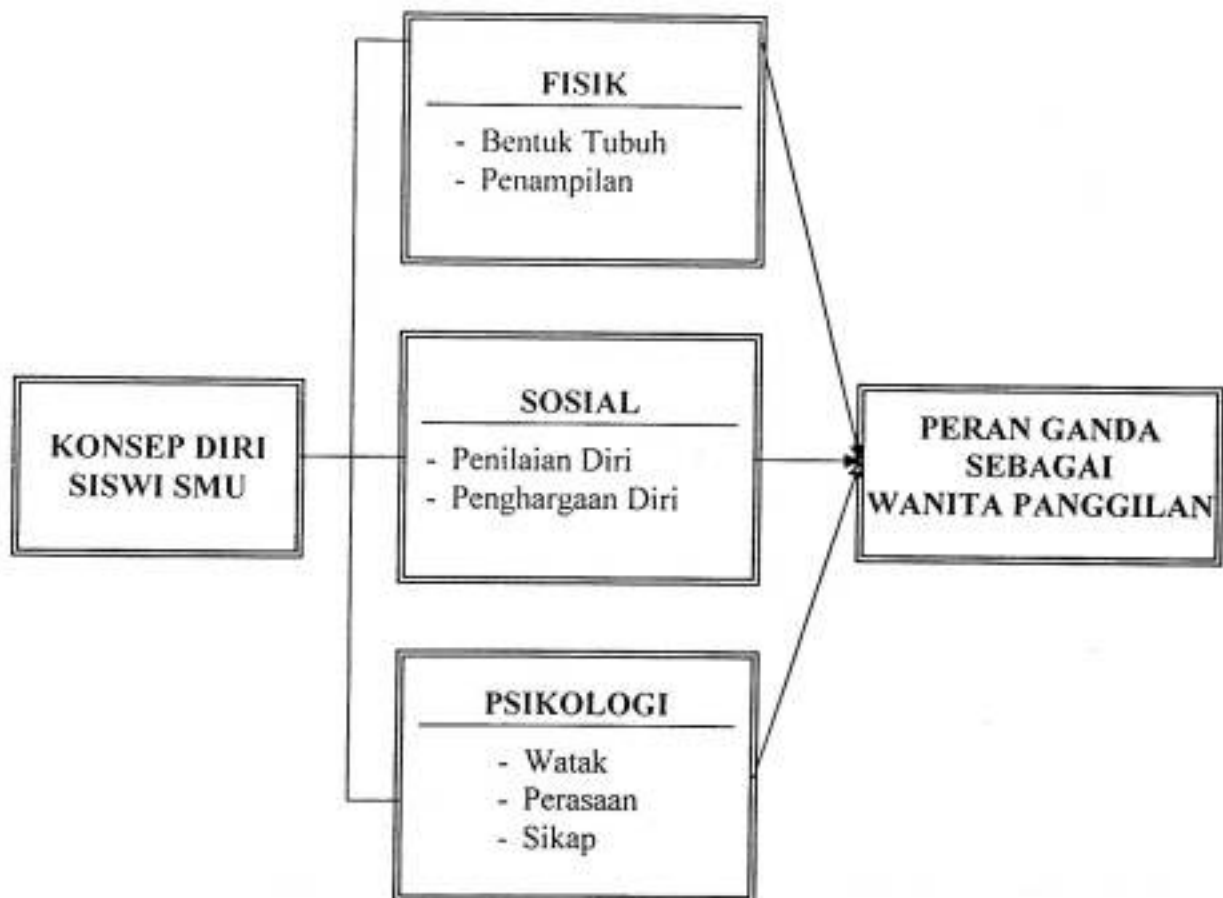 FISIK
- Bentuk Tubuh
- Penampilan
KONSEP DIRI
SISWI SMU
SOSIAL
- Penilaian Diri
- Penghargaan Diri
PSIKOLOGI
- Watak
- Perasaan
- Sikap
PERAN GANDA
SEBAGAI
WANITA PANGGILAN